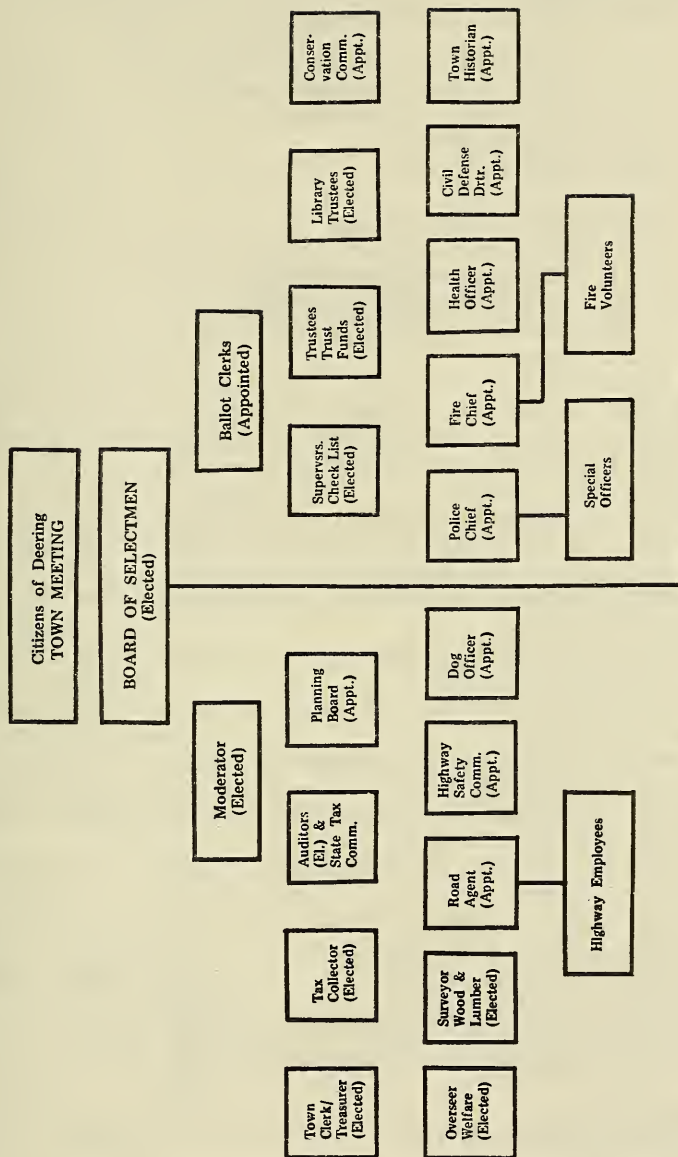 Citizens of Deering
TOWN MEETING
BOARD OF SELECTMEN
(Elected)
Moderator
(Elected)
Ballot Clerks
(Appointed)
Town
Clerk/
Treasurer
(Elected)
Tax
Collector
(Elected)
Auditors
(El.) &
State Tax
Comm.
Planning
Board
(Appt.)
Supervsrs.
Check List
(Elected)
Trustees
Trust
Funds
(Elected)
Library
Trustees
(Elected)
Conser-
vation
Comm.
(Appt.)
Overseer
Welfare
(Elected)
Surveyor
Wood &
Lumber
(Elected)
Road
Agent
(Appt.)
Highway
Safety
Comm.
(Appt.)
Dog
Officer
(Appt.)
Police
Chief
(Appt.)
Fire
Chief
(Appt.)
Health
Officer
(Appt.)
Civil
Defense
Drtr.
(Appt.)
Town
Historian
(Appt.)
Highway Employees
Special
Officers
Fire
Volunteers